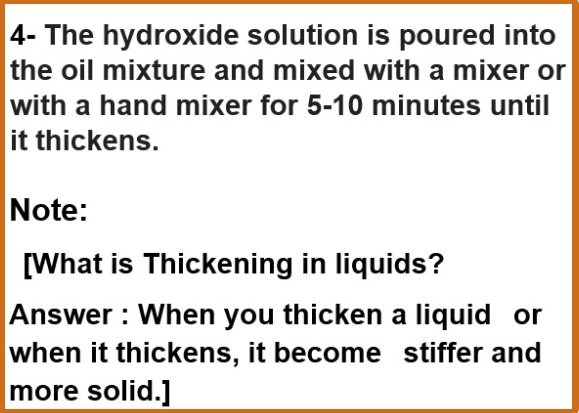 4- The hydroxide solution is poured into
the oil mixture and mixed with a mixer or
with a hand mixer for 5-10 minutes until
it thickens.
Note:
[What is Thickening in liquids?
Answer : When you thicken a liquid or
when it thickens, it become stiffer and
more solid.]